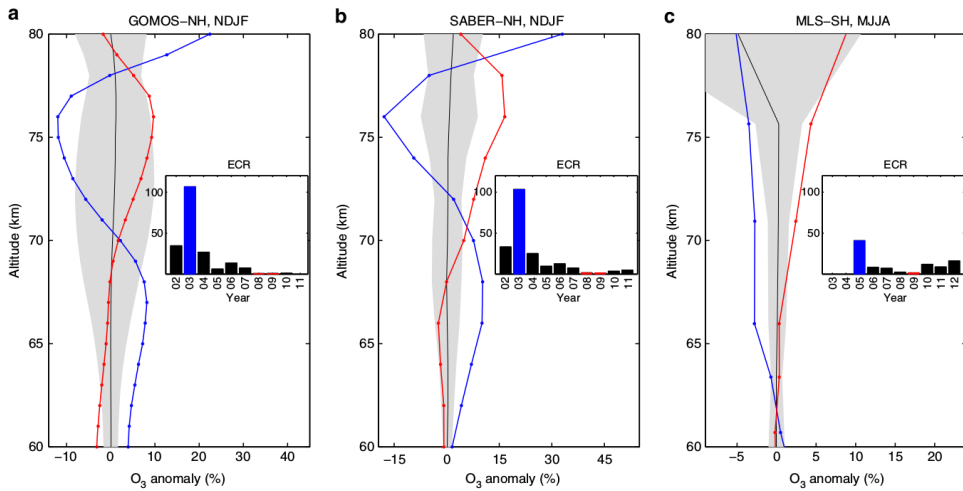 a
GOMOS–NH, NDJF
80
75
70
65
60
Altitude (km)
−10 0 10 20 30 40
O3 anomaly (%)
ECR
100
50
02 03 04 05 06 07 08 09 10 11
Year
b
SABER–NH, NDJF
80
75
70
65
60
Altitude (km)
−15 0 15 30 45
O3 anomaly (%)
ECR
100
50
02 03 04 05 06 07 08 09 10 11
Year
c
MLS–SH, MJJA
80
75
70
65
60
Altitude (km)
−5 0 5 10 15 20
O3 anomaly (%)
ECR
100
50
03 04 05 06 07 08 09 10 11 12
Year